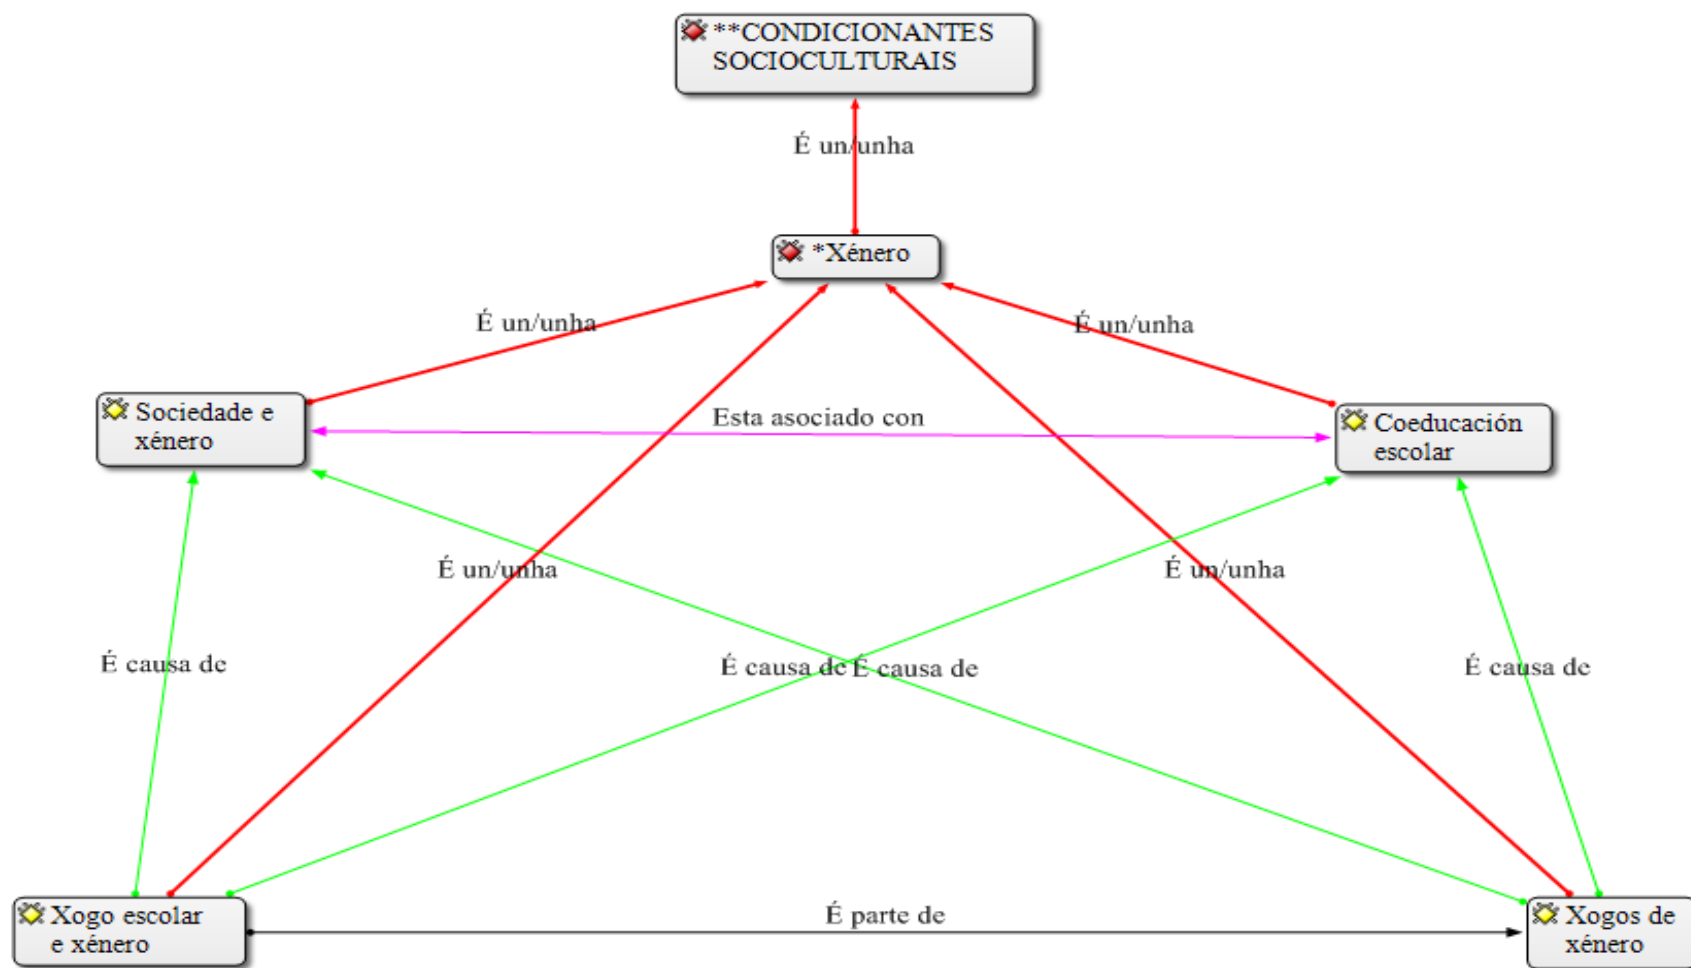 **CONDICIONANTES
SOCIOCULTURAIS
É un/unha
*Xénero
É un/unha
É un/unha
Sociedade e
xénero
Esta asociado con
Coeducación
escolar
É un/unha
É un/unha
É causa de
É causa de
É causa de
É causa de
Xogo escolar
e xénero
É parte de
Xogos de
xénero